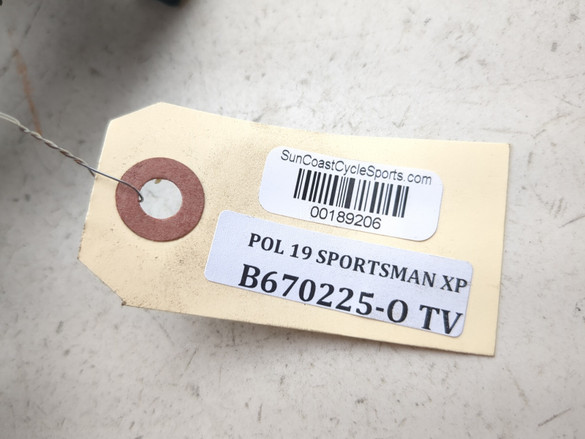 SunCoastCycleSports.com
00189206
POL 19 SPORTSMAN XP
B670225-O TV